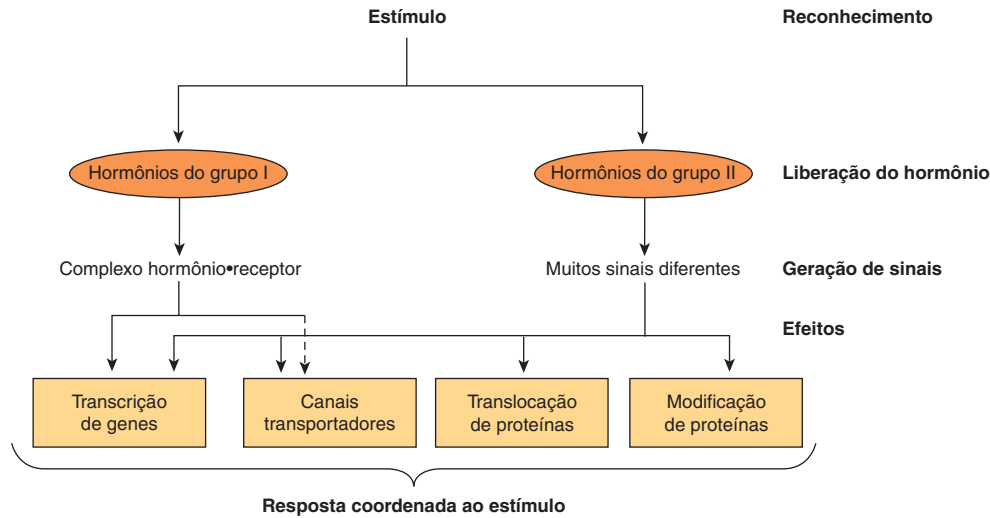 Estímulo
Reconhecimento
Hormônios do grupo I
Hormônios do grupo II
Liberação do hormônio
Complexo hormônio•receptor
Muitos sinais diferentes
Geração de sinais
Efeitos
Transcrição
de genes
Canais
transportadores
Translocação
de proteínas
Modificação
de proteínas
Resposta coordenada ao estímulo